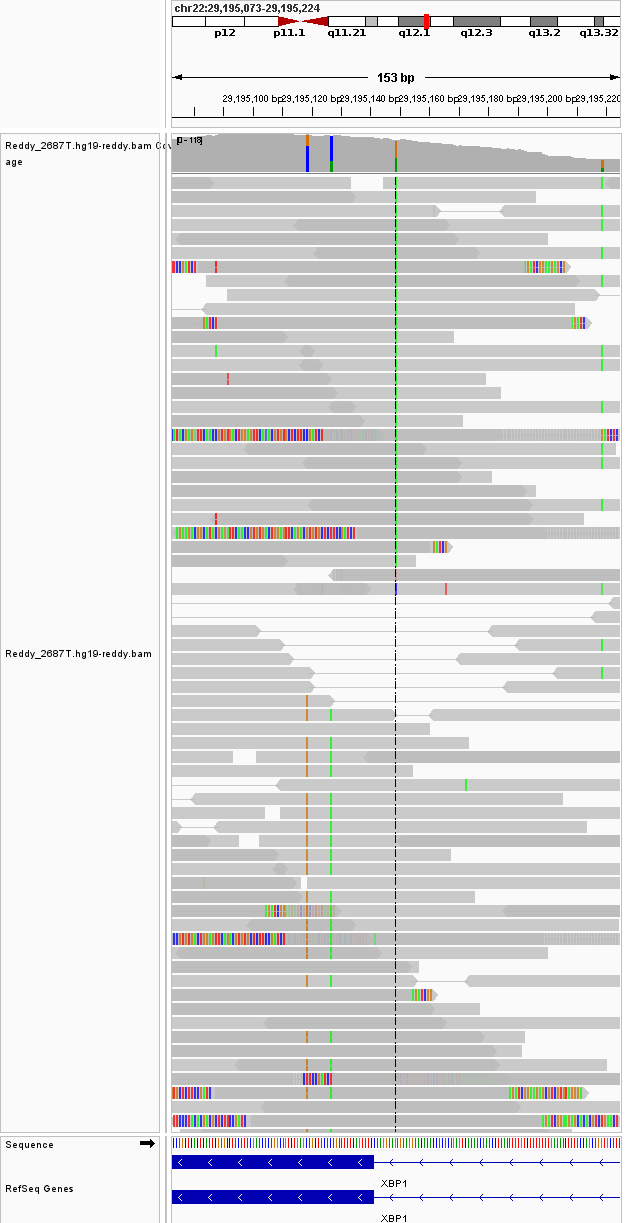 chr22:29,195,073-29,195,224
p12 p11.1 q11.21 q12.1 q12.3 q13.2 q13.32
153 bp
29,195,100 bp 29,195,120 bp 29,195,140 bp 29,195,160 bp 29,195,180 bp 29,195,200 bp 29,195,220
Reddy_2687T.hg19-reddy.bam Cov
age
[0 - 118]
Reddy_2687T.hg19-reddy.bam
Sequence
XBP1
RefSeq Genes
XBP1